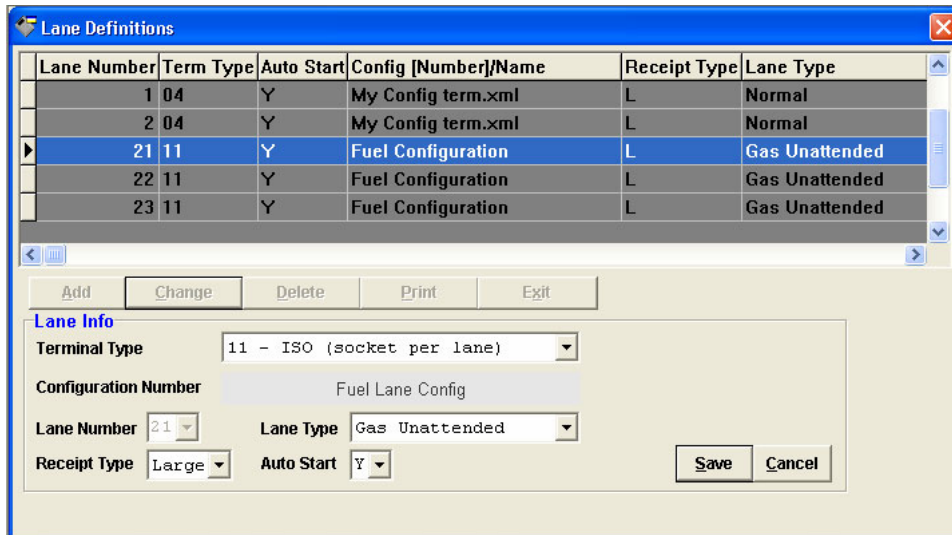 Lane Definitions
Lane Number Term Type Auto Start Config [Number]/Name Receipt Type Lane Type
1 04 Y My Config term.xml L Normal
2 04 Y My Config term.xml L Normal
21 11 Y Fuel Configuration L Gas Unattended
22 11 Y Fuel Configuration L Gas Unattended
23 11 Y Fuel Configuration L Gas Unattended
Add Change Delete Print Exit
Lane Info
Terminal Type 11 - ISO (socket per lane)
Configuration Number Fuel Lane Config
Lane Number 21 Lane Type Gas Unattended
Receipt Type Large Auto Start Y Save Cancel